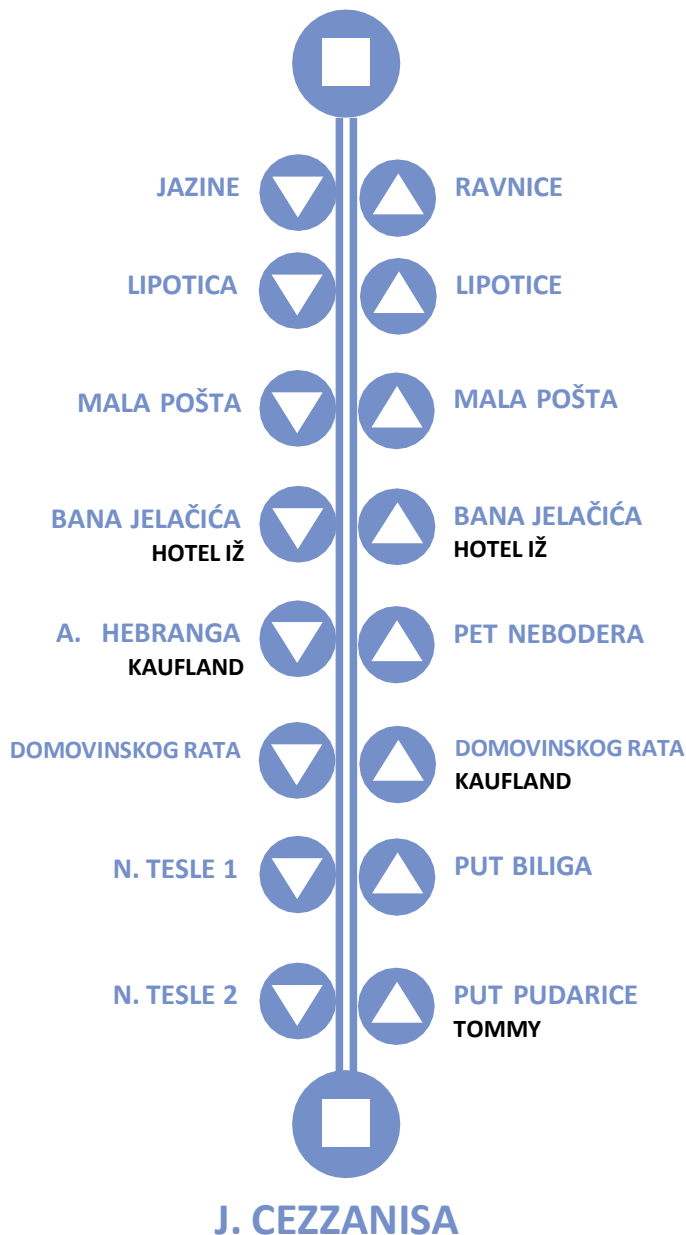 JAZINE
RAVNICE
LIPOTICA
LIPOTICE
MALA POŠTA
MALA POŠTA
BANA JELAČIĆA
HOTEL IŽ
BANA JELAČIĆA
HOTEL IŽ
A. HEBRANGA
KAUFLAND
PET NEBODERA
DOMOVINSKOG RATA
DOMOVINSKOG RATA
KAUFLAND
N. TESLE 1
PUT BILIGA
N. TESLE 2
PUT PUDARICE
TOMMY
J. CEZZANISA